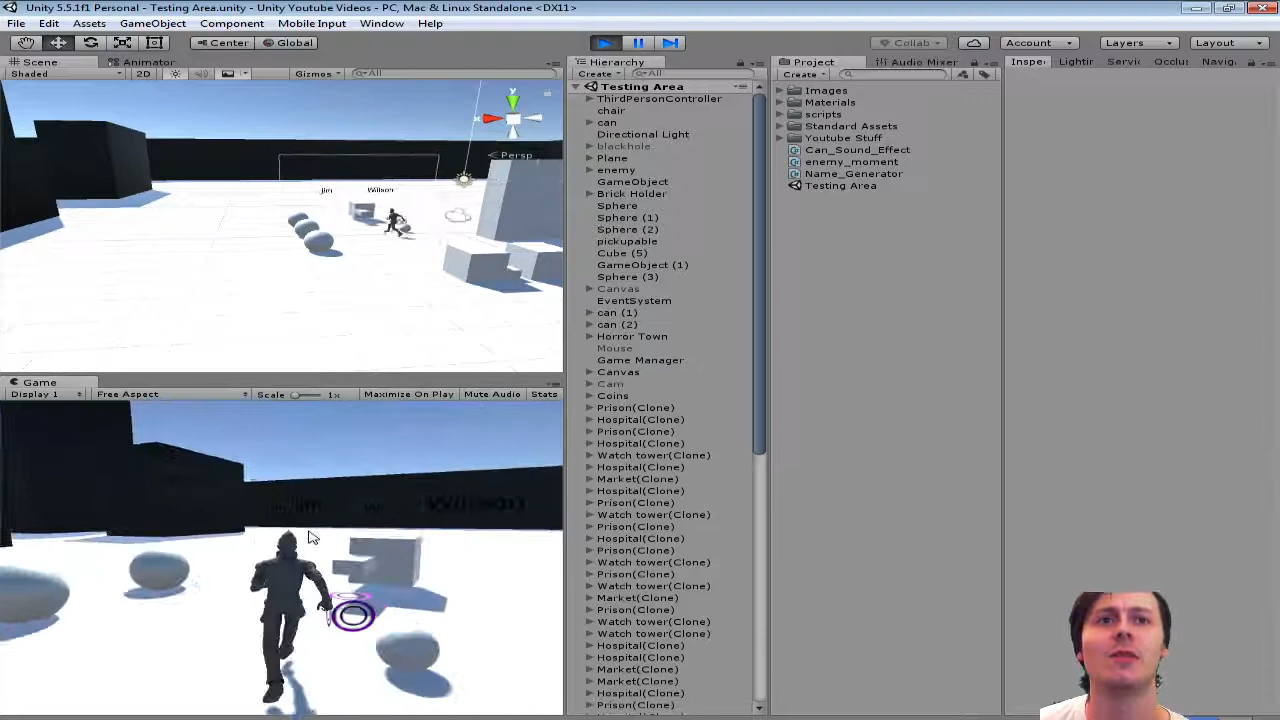 Unity 5.5.1f1 Personal - Testing Area.unity - Unity Youtube Videos - PC, Mac & Linux Standalone <DX11>
File Edit Assets GameObject Component Mobile Input Window Help
Center Global Collab Account Layers Layout
Scene Animator
Shaded 2D Gizmos All
y
x
Persp
Jim Willson
Game
Display 1 Free Aspect Scale 1x Maximize On Play Mute Audio Stats
Jim W Willson
Hierarchy
Create All
Testing Area
ThirdPersonController
chair
can
Directional Light
blackhole
Plane
enemy
GameObject
Brick Holder
Sphere
Sphere (1)
Sphere (2)
pickupable
Cube (5)
GameObject (1)
Sphere (3)
Canvas
EventSystem
can (1)
can (2)
Horror Town
Mouse
Game Manager
Canvas
Cam
Coins
Prison(Clone)
Hospital(Clone)
Prison(Clone)
Hospital(Clone)
Watch tower(Clone)
Hospital(Clone)
Market(Clone)
Hospital(Clone)
Prison(Clone)
Watch tower(Clone)
Prison(Clone)
Hospital(Clone)
Prison(Clone)
Watch tower(Clone)
Prison(Clone)
Watch tower(Clone)
Market(Clone)
Prison(Clone)
Watch tower(Clone)
Watch tower(Clone)
Hospital(Clone)
Hospital(Clone)
Market(Clone)
Market(Clone)
Hospital(Clone)
Prison(Clone)
Project Audio Mixer
Create
Images
Materials
scripts
Standard Assets
Youtube Stuff
Can_Sound_Effect
enemy_moment
Name_Generator
Testing Area
Inspe Lightir Servic Occlu Navig